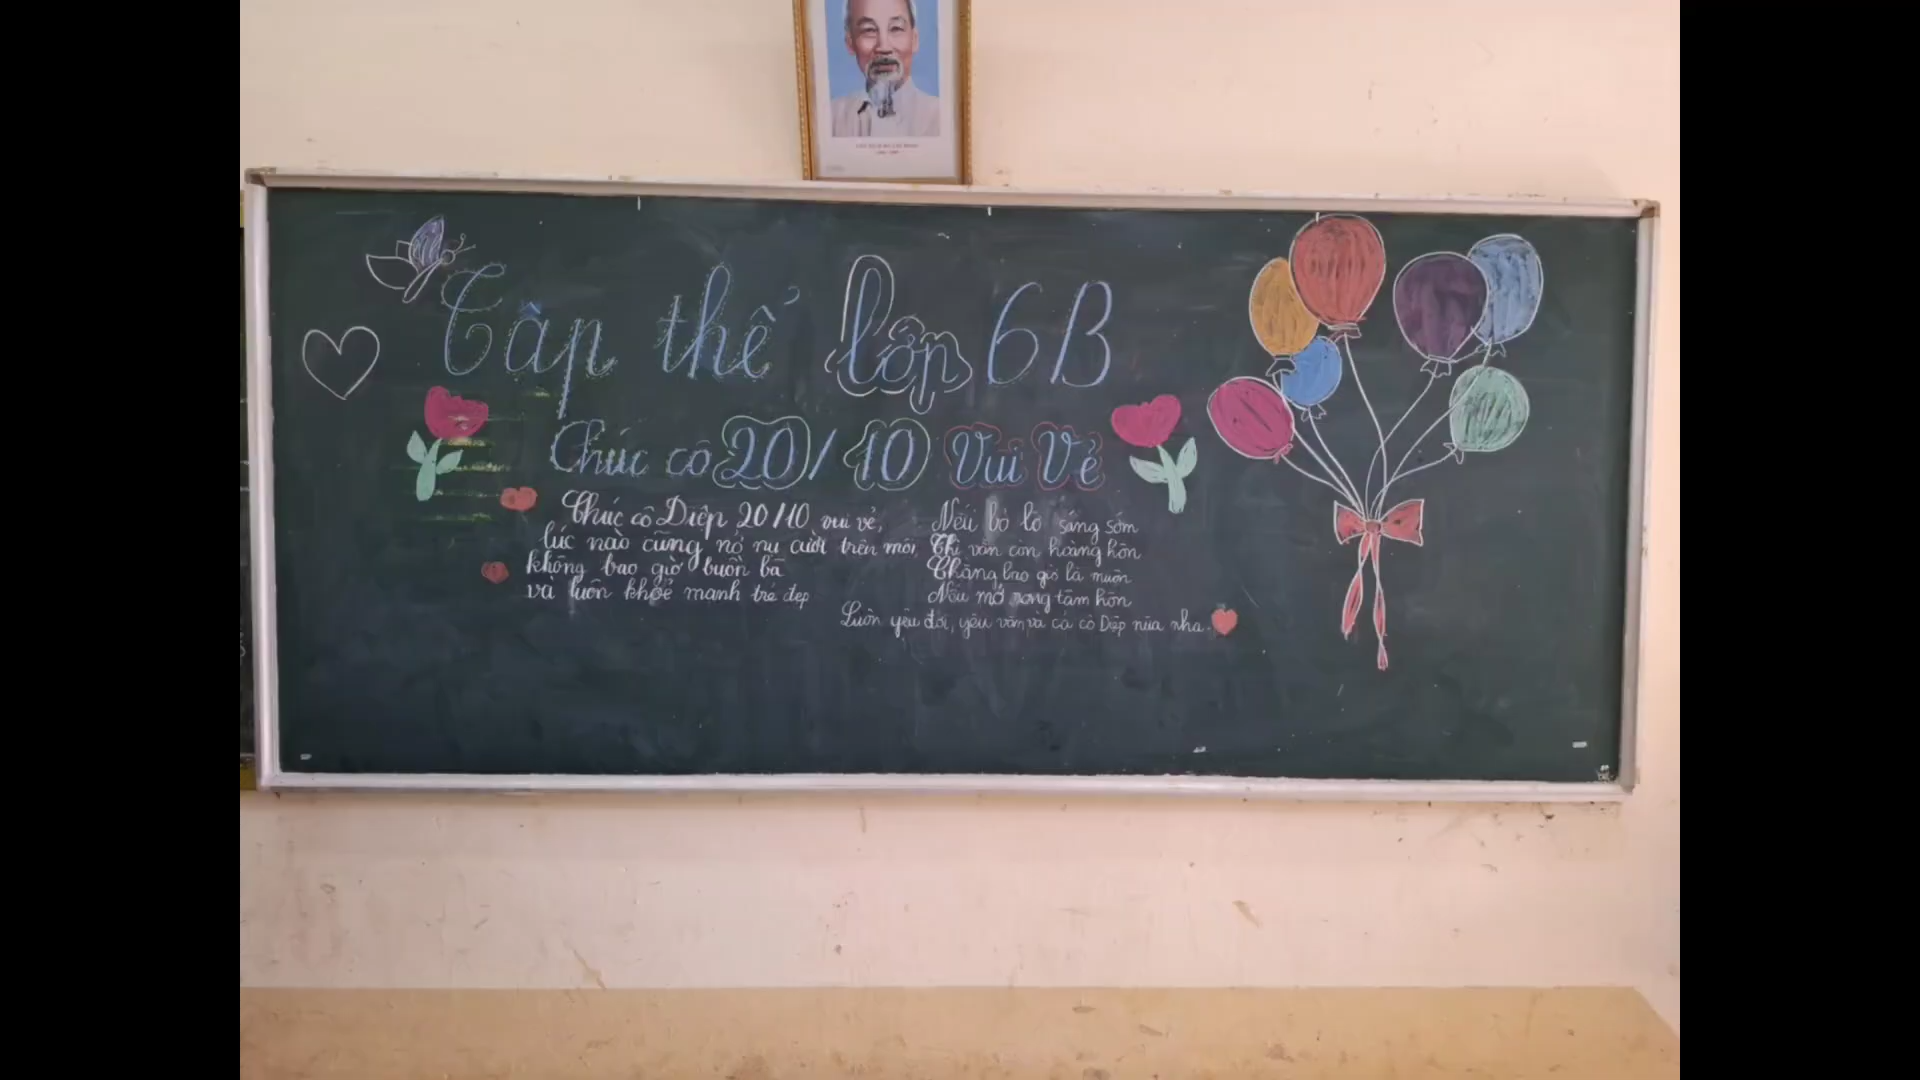 Tập thể lớp 6B
Chúc cô 20/10 Vui Vẻ
Chúc cô Diệp 20/10 vui vẻ,
lúc nào cũng nở nụ cười trên môi,
không bao giờ buồn bã
và luôn khoẻ mạnh trẻ đẹp
Nếu bỏ lỡ sáng sớm
Thì vẫn còn hoàng hôn
Chẳng bao giờ là muộn
Nếu mở rộng tâm hồn
Luôn yêu đời, yêu văn và cả cô Diệp nữa nha.